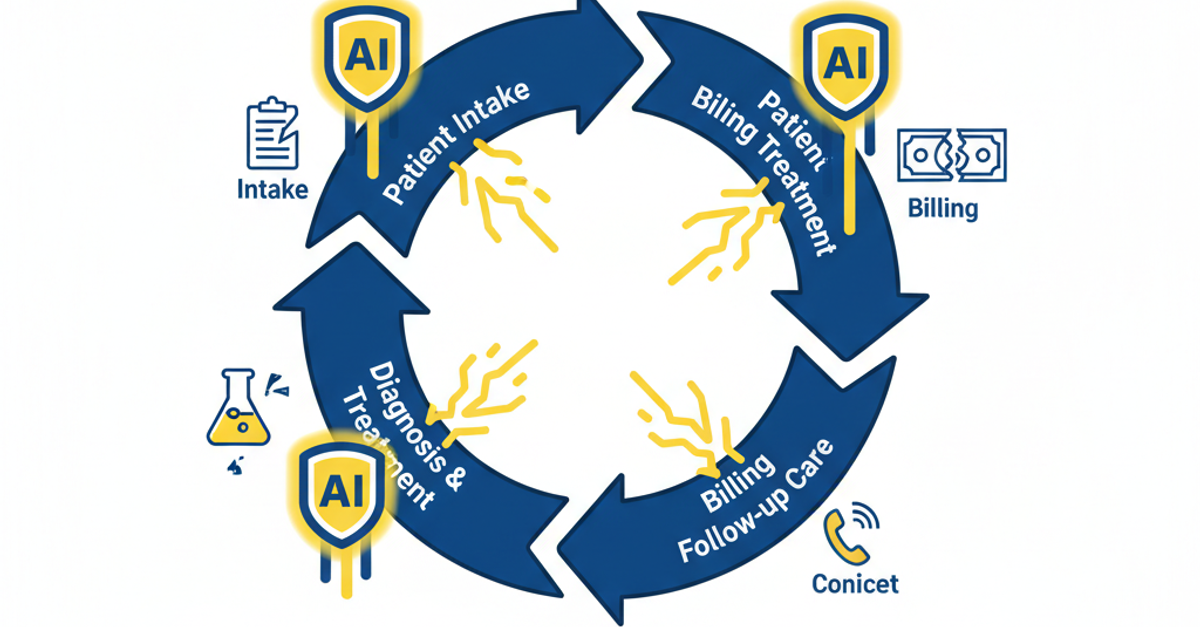 AI
Patient Intake
Intake
AI
Patient
Biling Treatment
Billing
Diagnosis &
Treatment
AI
Billing
Follow-up Care
Conicet